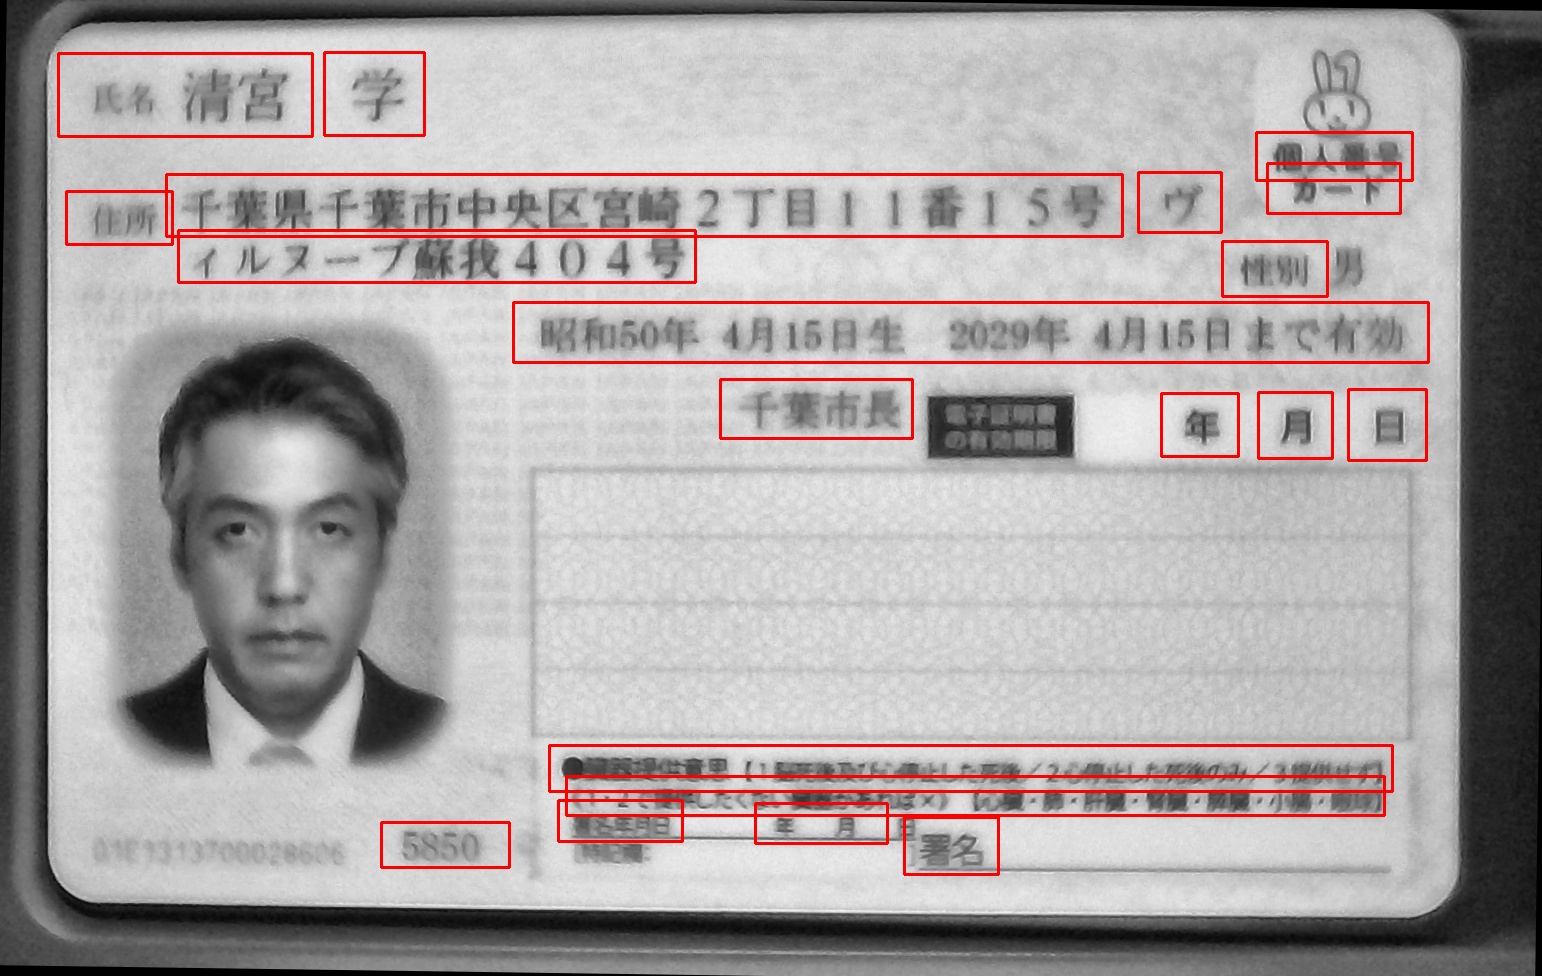 氏名 清宮 学
個人番号
カード
住所 千葉県千葉市中央区宮崎2丁目11番15号 ヴ
ィルヌーブ蘇我404号
性別 男
昭和50年 4月15日生 2029年 4月15日まで有効
千葉市長 電子証明書 年 月 日
の有効期限
●臓器提供意思【1脳死後及び心停止した死後/2心停止した死後のみ/3提供せず】
《1・2で提供したくない臓器があれば×》【心臓・肺・肝臓・腎臓・膵臓・小腸・眼球】
署名年月日 年 月 日
[特記欄: ]署名
5850